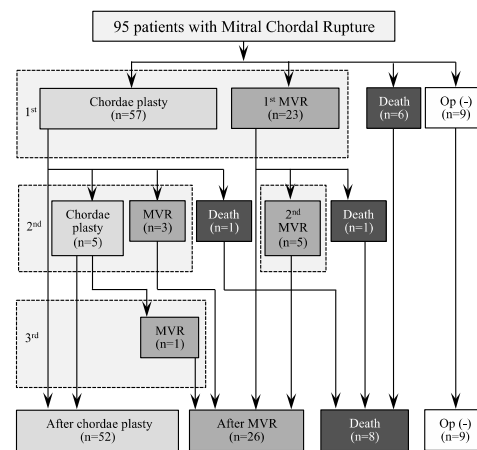 95 patients with Mitral Chordal Rupture
1st
Chordae plasty
(n=57)
1st MVR
(n=23)
Death
(n=6)
Op (-)
(n=9)
2nd
Chordae
plasty
(n=5)
MVR
(n=3)
Death
(n=1)
2nd
MVR
(n=5)
Death
(n=1)
3rd
MVR
(n=1)
After chordae plasty
(n=52)
After MVR
(n=26)
Death
(n=8)
Op (-)
(n=9)